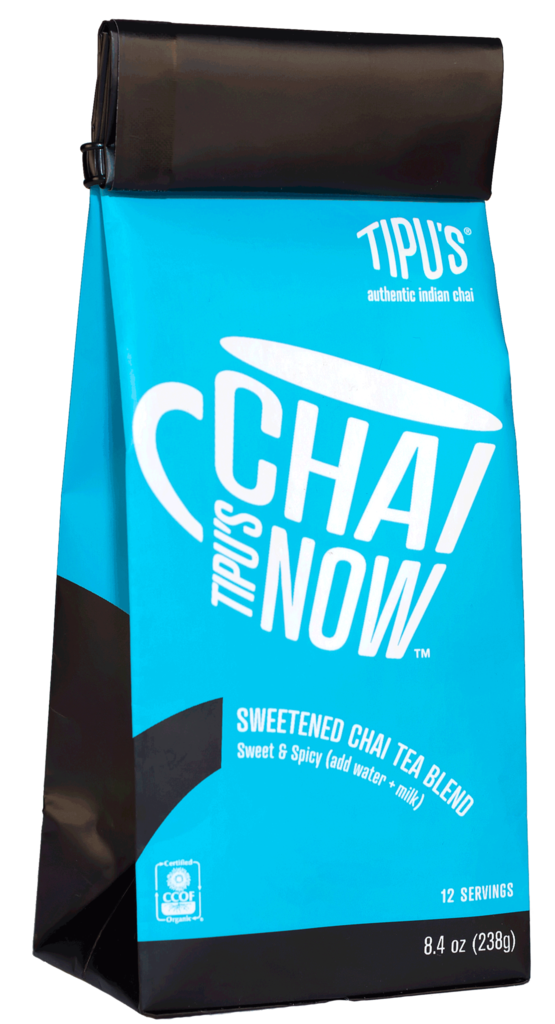 TIPU'S®
authentic indian chai
CHAI
TIPU'S
NOW™
SWEETENED CHAI TEA BLEND
Sweet & Spicy (add water + milk)
Certified
CCOF
Organic
12 SERVINGS
8.4 oz (238g)